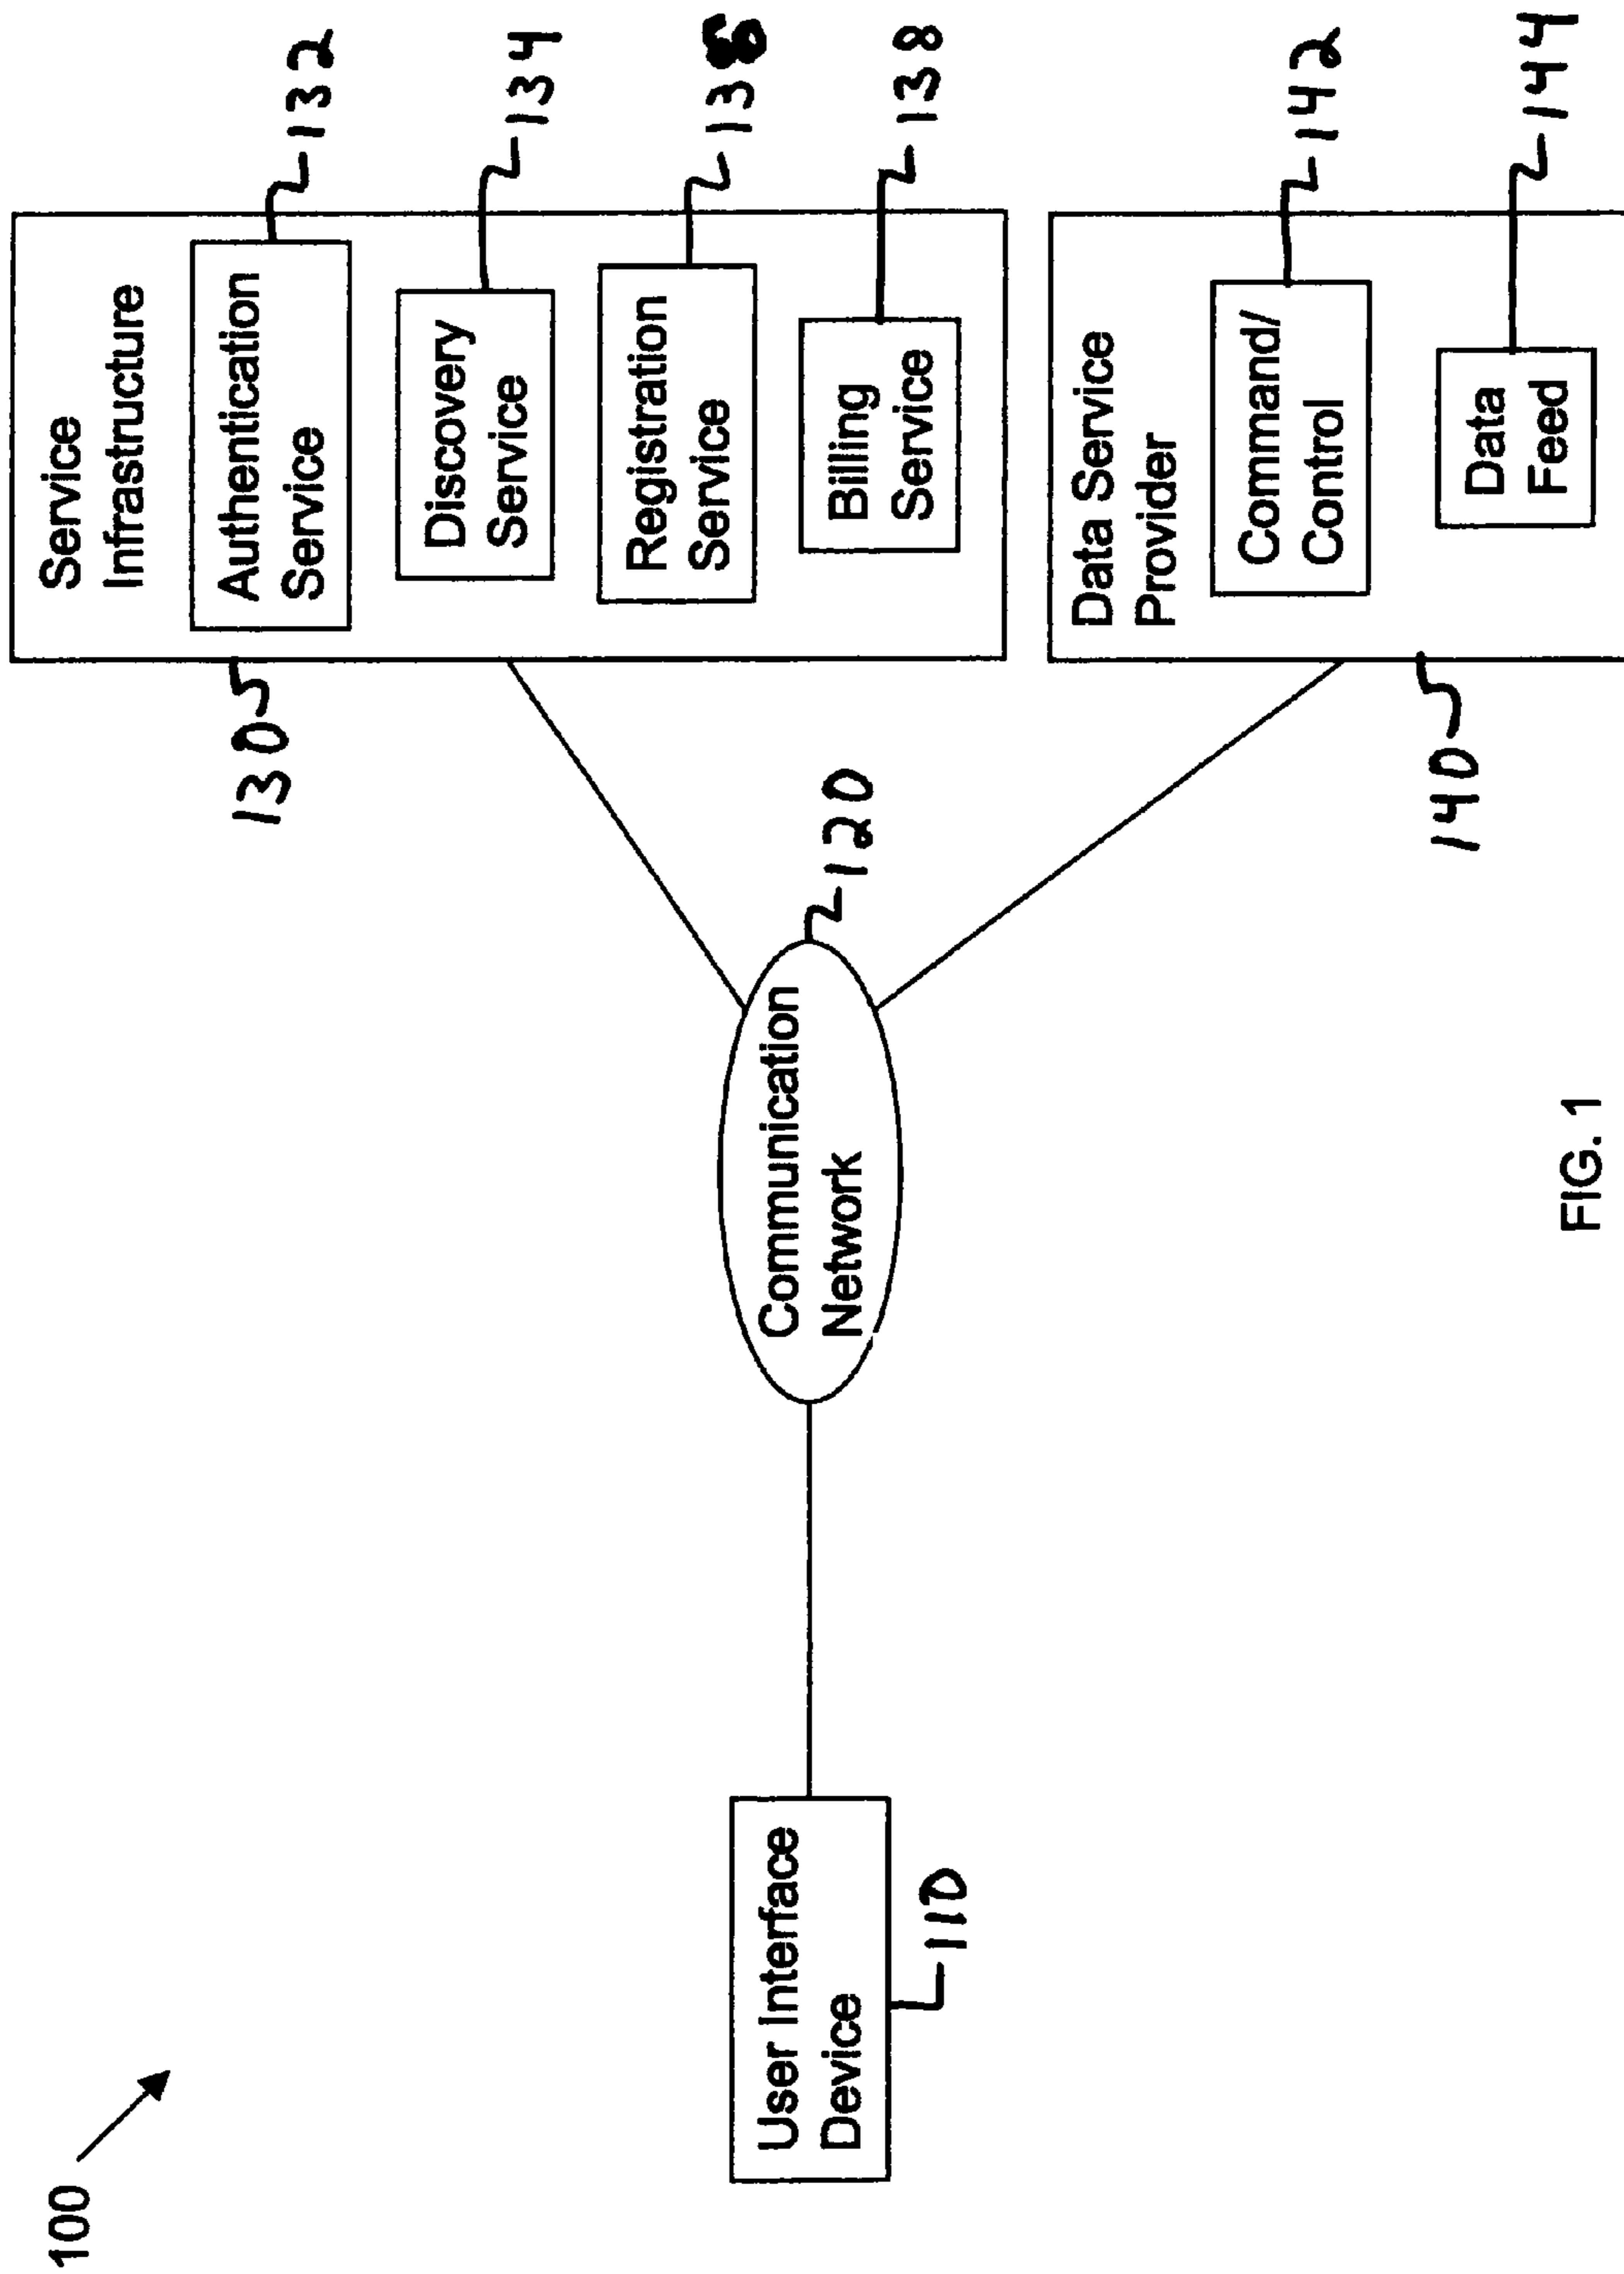 100
User Interface
Device
110
Communication
Network
120
130
Service
Infrastructure
Authentication
Service
132
Discovery
Service
134
Registration
Service
Billing
Service
138
140
Data Service
Provider
Command/
Control
142
Data
Feed
144
FIG. 1